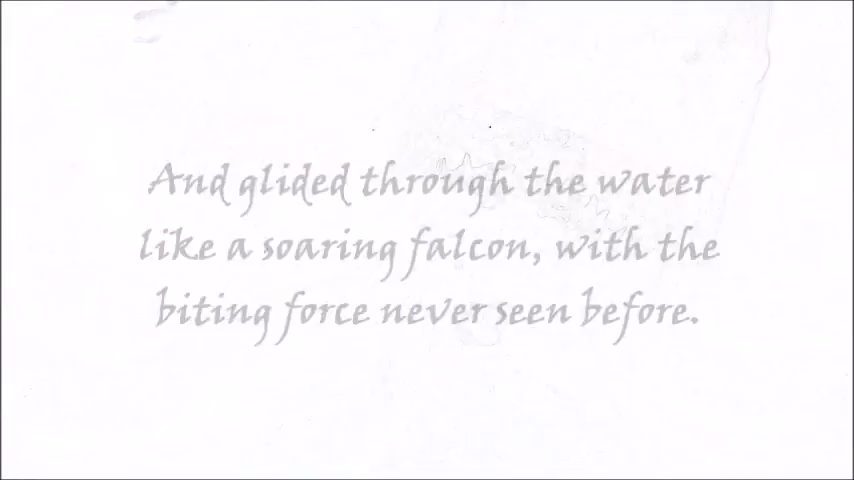 And glided through the water
like a soaring falcon, with the
biting force never seen before.